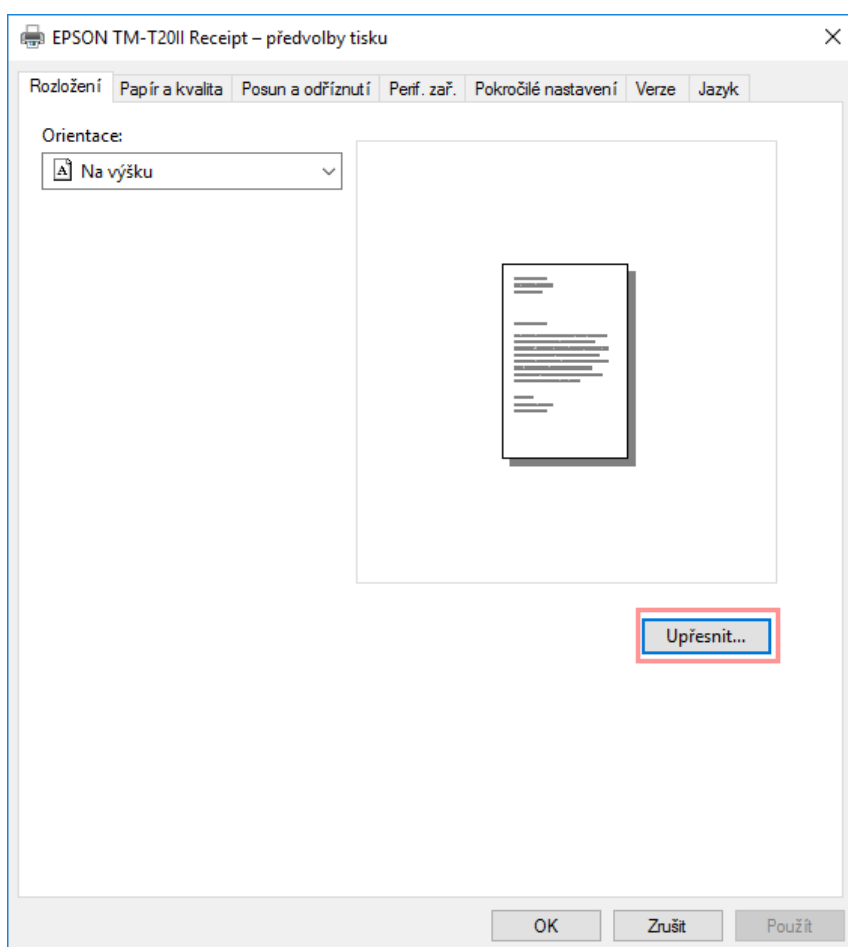 EPSON TM-T20II Receipt – předvolby tisku
Rozložení Papír a kvalita Posun a odříznutí Perif. zař. Pokročilé nastavení Verze Jazyk
Orientace:
A Na výšku
Upřesnit...
OK Zrušit Použít